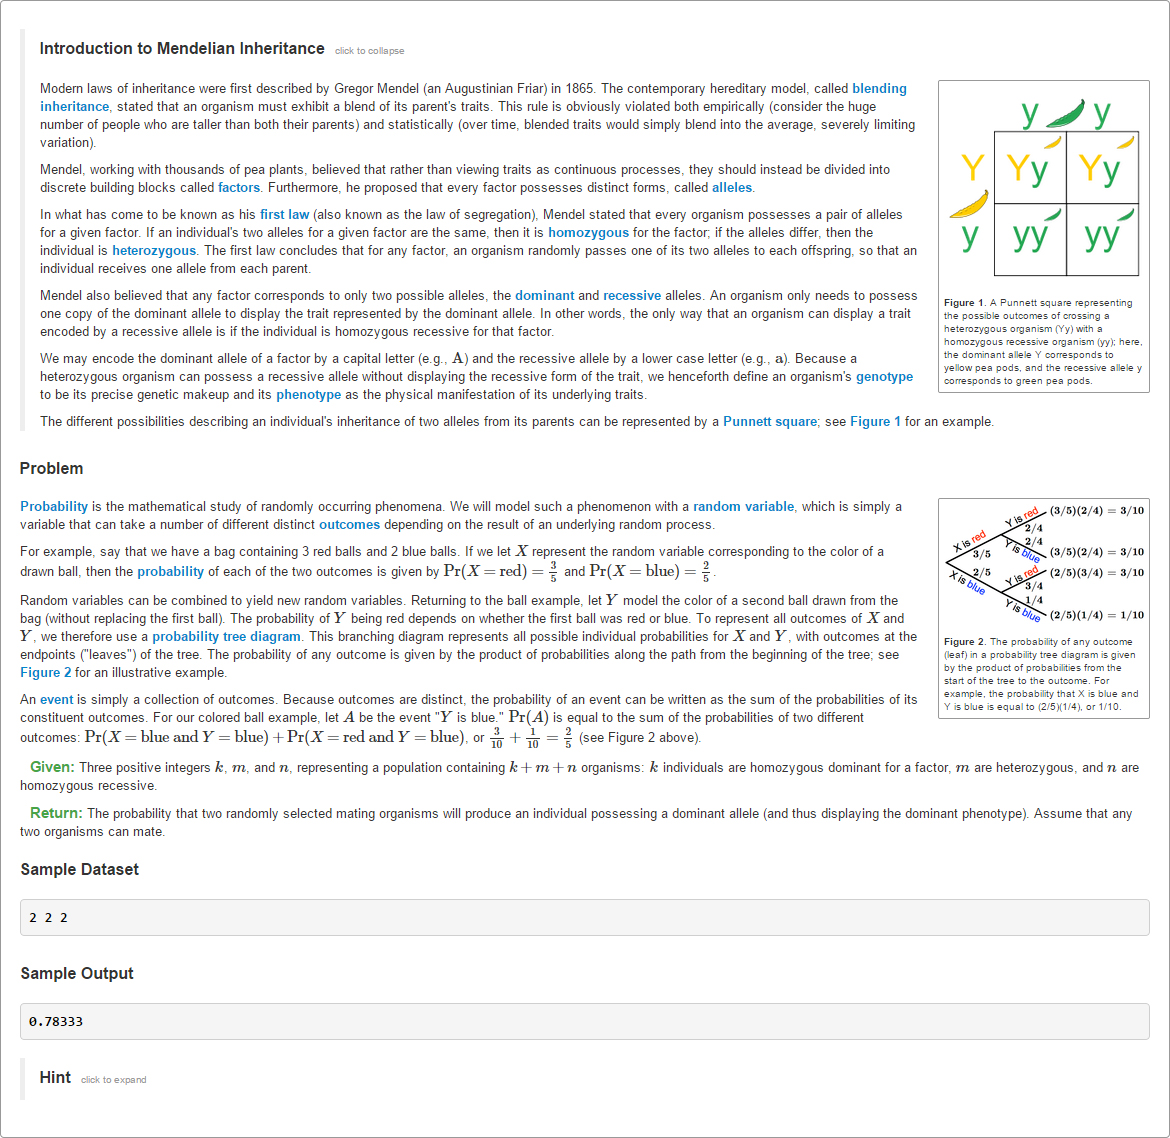 Introduction to Mendelian Inheritance click to collapse
Modern laws of inheritance were first described by Gregor Mendel (an Augustinian Friar) in 1865. The contemporary hereditary model, called blending
inheritance, stated that an organism must exhibit a blend of its parent's traits. This rule is obviously violated both empirically (consider the huge
number of people who are taller than both their parents) and statistically (over time, blended traits would simply blend into the average, severely limiting
variation).
Mendel, working with thousands of pea plants, believed that rather than viewing traits as continuous processes, they should instead be divided into
discrete building blocks called factors. Furthermore, he proposed that every factor possesses distinct forms, called alleles.
In what has come to be known as his first law (also known as the law of segregation), Mendel stated that every organism possesses a pair of alleles
for a given factor. If an individual's two alleles for a given factor are the same, then it is homozygous for the factor; if the alleles differ, then the
individual is heterozygous. The first law concludes that for any factor, an organism randomly passes one of its two alleles to each offspring, so that an
individual receives one allele from each parent.
Mendel also believed that any factor corresponds to only two possible alleles, the dominant and recessive alleles. An organism only needs to possess
one copy of the dominant allele to display the trait represented by the dominant allele. In other words, the only way that an organism can display a trait
encoded by a recessive allele is if the individual is homozygous recessive for that factor.
We may encode the dominant allele of a factor by a capital letter (e.g., A) and the recessive allele by a lower case letter (e.g., a). Because a
heterozygous organism can possess a recessive allele without displaying the recessive form of the trait, we henceforth define an organism's genotype
to be its precise genetic makeup and its phenotype as the physical manifestation of its underlying traits.
The different possibilities describing an individual's inheritance of two alleles from its parents can be represented by a Punnett square; see Figure 1 for an example.
y y
Y Yy Yy
y yy yy
Figure 1. A Punnett square representing
the possible outcomes of crossing a
heterozygous organism (Yy) with a
homozygous recessive organism (yy); here,
the dominant allele Y corresponds to
yellow pea pods, and the recessive allele y
corresponds to green pea pods.
Problem
Probability is the mathematical study of randomly occurring phenomena. We will model such a phenomenon with a random variable, which is simply a
variable that can take a number of different distinct outcomes depending on the result of an underlying random process.
For example, say that we have a bag containing 3 red balls and 2 blue balls. If we let X represent the random variable corresponding to the color of a
drawn ball, then the probability of each of the two outcomes is given by Pr(X = red) = 3/5 and Pr(X = blue) = 2/5.
Random variables can be combined to yield new random variables. Returning to the ball example, let Y model the color of a second ball drawn from the
bag (without replacing the first ball). The probability of Y being red depends on whether the first ball was red or blue. To represent all outcomes of X and
Y, we therefore use a probability tree diagram. This branching diagram represents all possible individual probabilities for X and Y, with outcomes at the
endpoints ("leaves") of the tree. The probability of any outcome is given by the product of probabilities along the path from the beginning of the tree; see
Figure 2 for an illustrative example.
An event is simply a collection of outcomes. Because outcomes are distinct, the probability of an event can be written as the sum of the probabilities of its
constituent outcomes. For our colored ball example, let A be the event "Y is blue." Pr(A) is equal to the sum of the probabilities of two different
outcomes: Pr(X = blue and Y = blue) + Pr(X = red and Y = blue), or 3/10 + 1/10 = 2/5 (see Figure 2 above).
X is red
3/5
2/5
X is blue
Y is red
2/4
2/4
Y is blue
Y is red
3/4
1/4
Y is blue
(3/5)(2/4) = 3/10
(3/5)(2/4) = 3/10
(2/5)(3/4) = 3/10
(2/5)(1/4) = 1/10
Figure 2. The probability of any outcome
(leaf) in a probability tree diagram is given
by the product of probabilities from the
start of the tree to the outcome. For
example, the probability that X is blue and
Y is blue is equal to (2/5)(1/4), or 1/10.
Given: Three positive integers k, m, and n, representing a population containing k + m + n organisms: k individuals are homozygous dominant for a factor, m are heterozygous, and n are
homozygous recessive.
Return: The probability that two randomly selected mating organisms will produce an individual possessing a dominant allele (and thus displaying the dominant phenotype). Assume that any
two organisms can mate.
Sample Dataset
2 2 2
Sample Output
0.78333
Hint click to expand